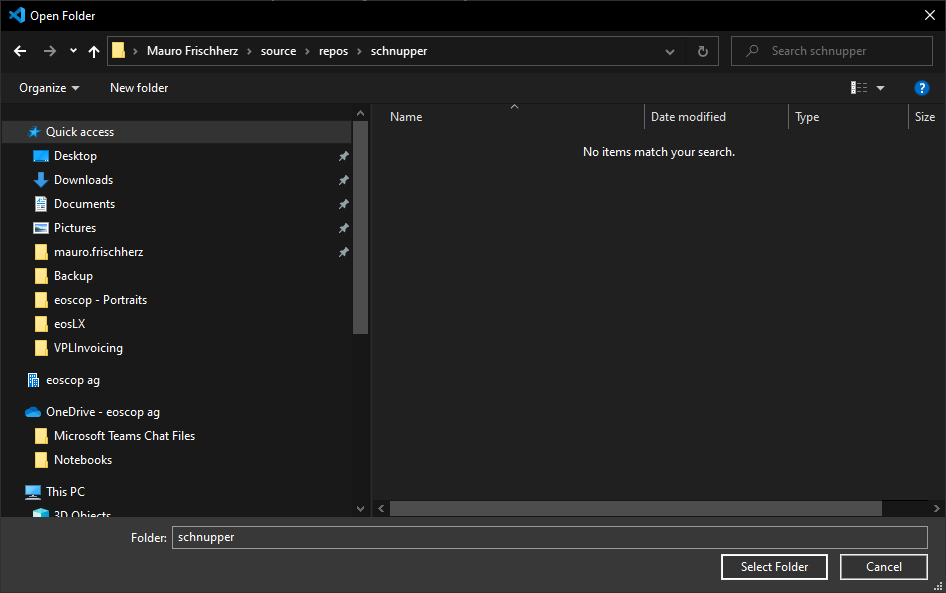 Open Folder
Mauro Frischherz > source > repos > schnupper
Search schnupper
Organize
New folder
?
Name
Date modified
Type
Size
No items match your search.
Quick access
Desktop
Downloads
Documents
Pictures
mauro.frischherz
Backup
eoscop - Portraits
eosLX
VPLInvoicing
eoscop ag
OneDrive - eoscop ag
Microsoft Teams Chat Files
Notebooks
This PC
3D Objects
Folder: schnupper
Select Folder
Cancel